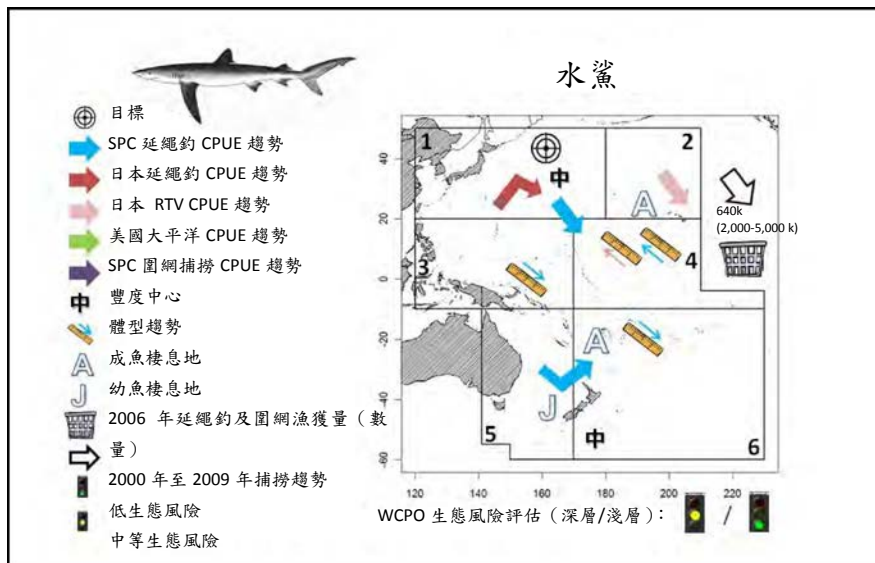 水鯊
目標
SPC 延繩釣 CPUE 趨勢
日本延繩釣 CPUE 趨勢
日本 RTV CPUE 趨勢
美國大平洋 CPUE 趨勢
SPC 圍網捕撈 CPUE 趨勢
中 豐度中心
體型趨勢
A 成魚棲息地
J 幼魚棲息地
2006 年延繩釣及圍網漁獲量（數
量）
2000 年至 2009 年捕撈趨勢
低生態風險
中等生態風險
1
2
3
4
5
6
中
A
A
J
中
640k
(2,000-5,000 k)
40
20
0
-20
-40
-60
120 140 160 180 200 220
WCPO 生態風險評估（深層/淺層）： /